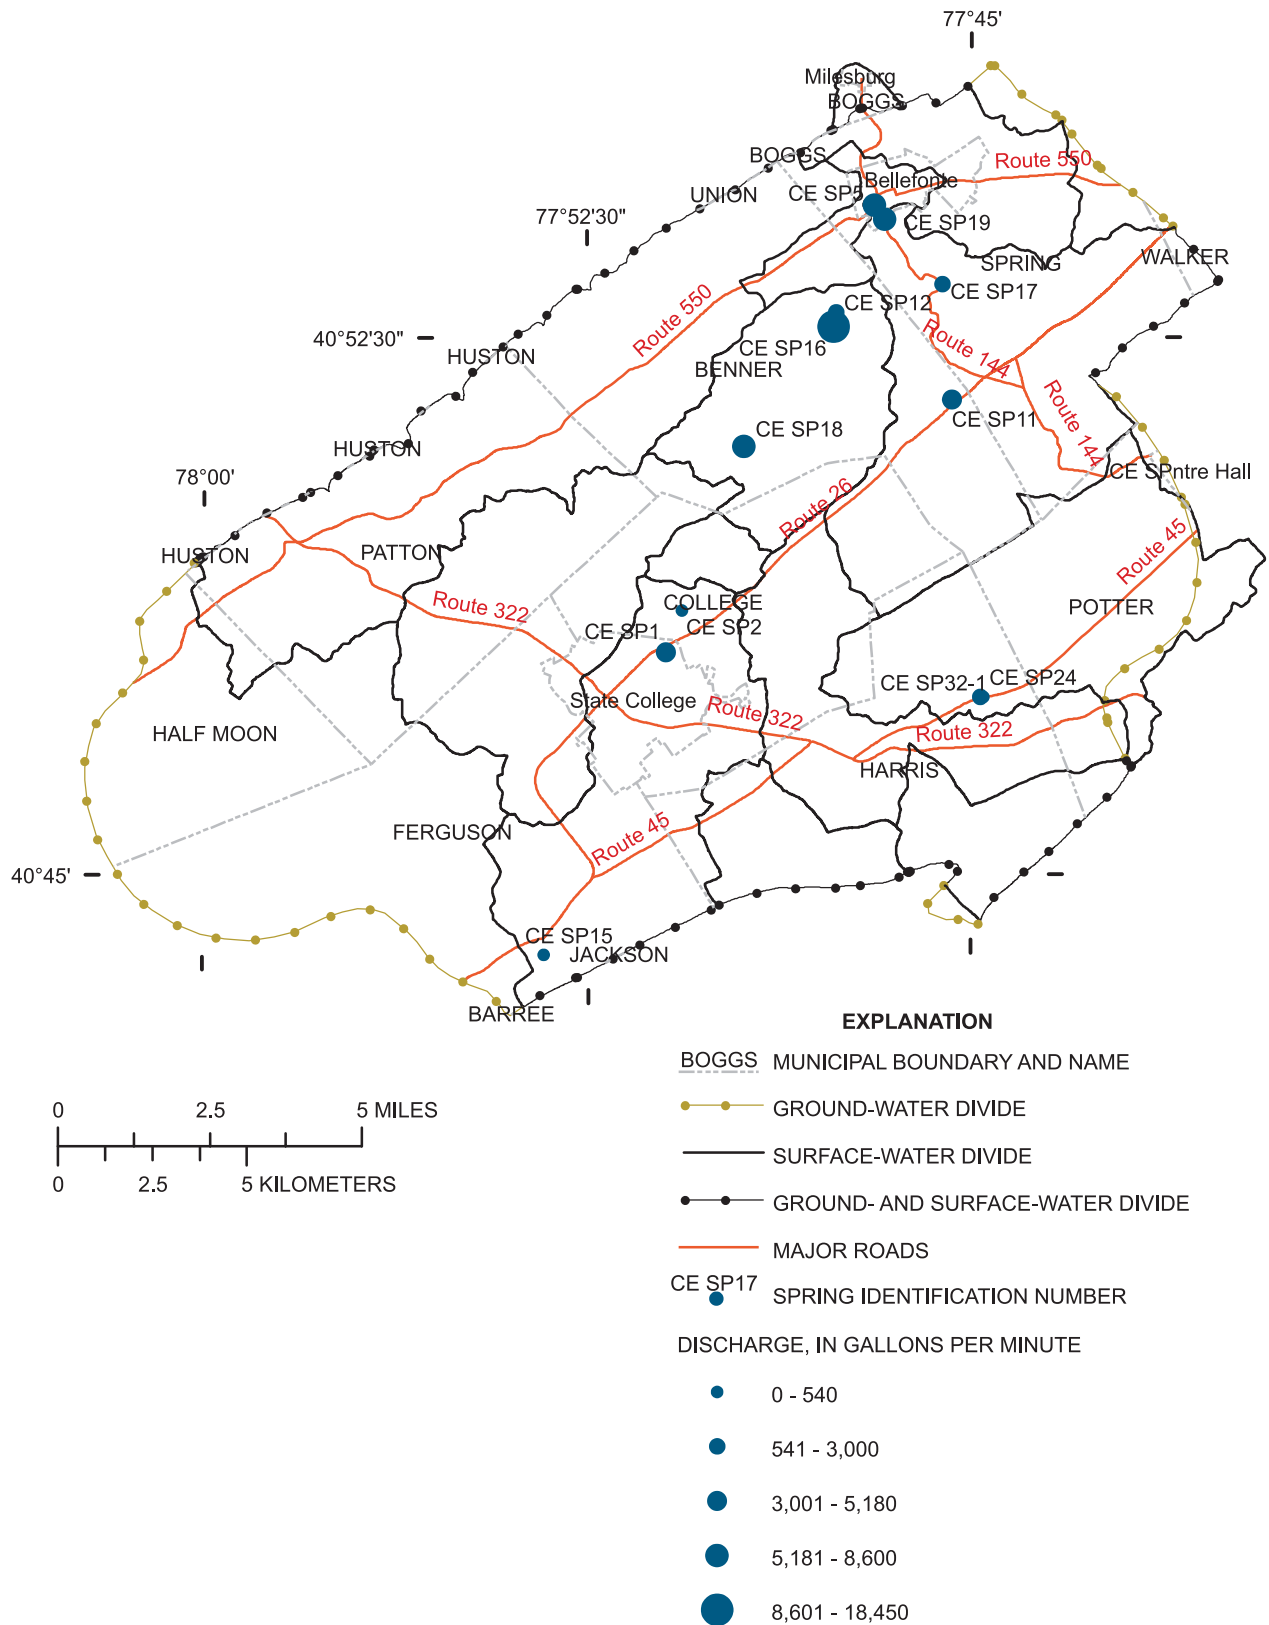 77°45'
Milesburg
BOGGS
BOGGS
Route 550
UNION
Bellefonte
CE SP5
77°52'30"
CE SP19
WALKER
SPRING
CE SP17
CE SP12
Route 550
40°52'30"
CE SP16
Route 144
HUSTON
BENNER
CE SP11
Route 144
CE SP18
HUSTON
78°00'
CE SPntre Hall
Route 26
HUSTON
PATTON
Route 45
Route 322
COLLEGE
POTTER
CE SP1
CE SP2
CE SP32-1
CE SP24
State College
Route 322
HALF MOON
Route 322
HARRIS
FERGUSON
Route 45
40°45'
CE SP15
JACKSON
BARREE
EXPLANATION
BOGGS MUNICIPAL BOUNDARY AND NAME
GROUND-WATER DIVIDE
SURFACE-WATER DIVIDE
GROUND- AND SURFACE-WATER DIVIDE
MAJOR ROADS
CE SP17
SPRING IDENTIFICATION NUMBER
DISCHARGE, IN GALLONS PER MINUTE
0 - 540
541 - 3,000
3,001 - 5,180
5,181 - 8,600
8,601 - 18,450
0 2.5 5 MILES
0 2.5 5 KILOMETERS